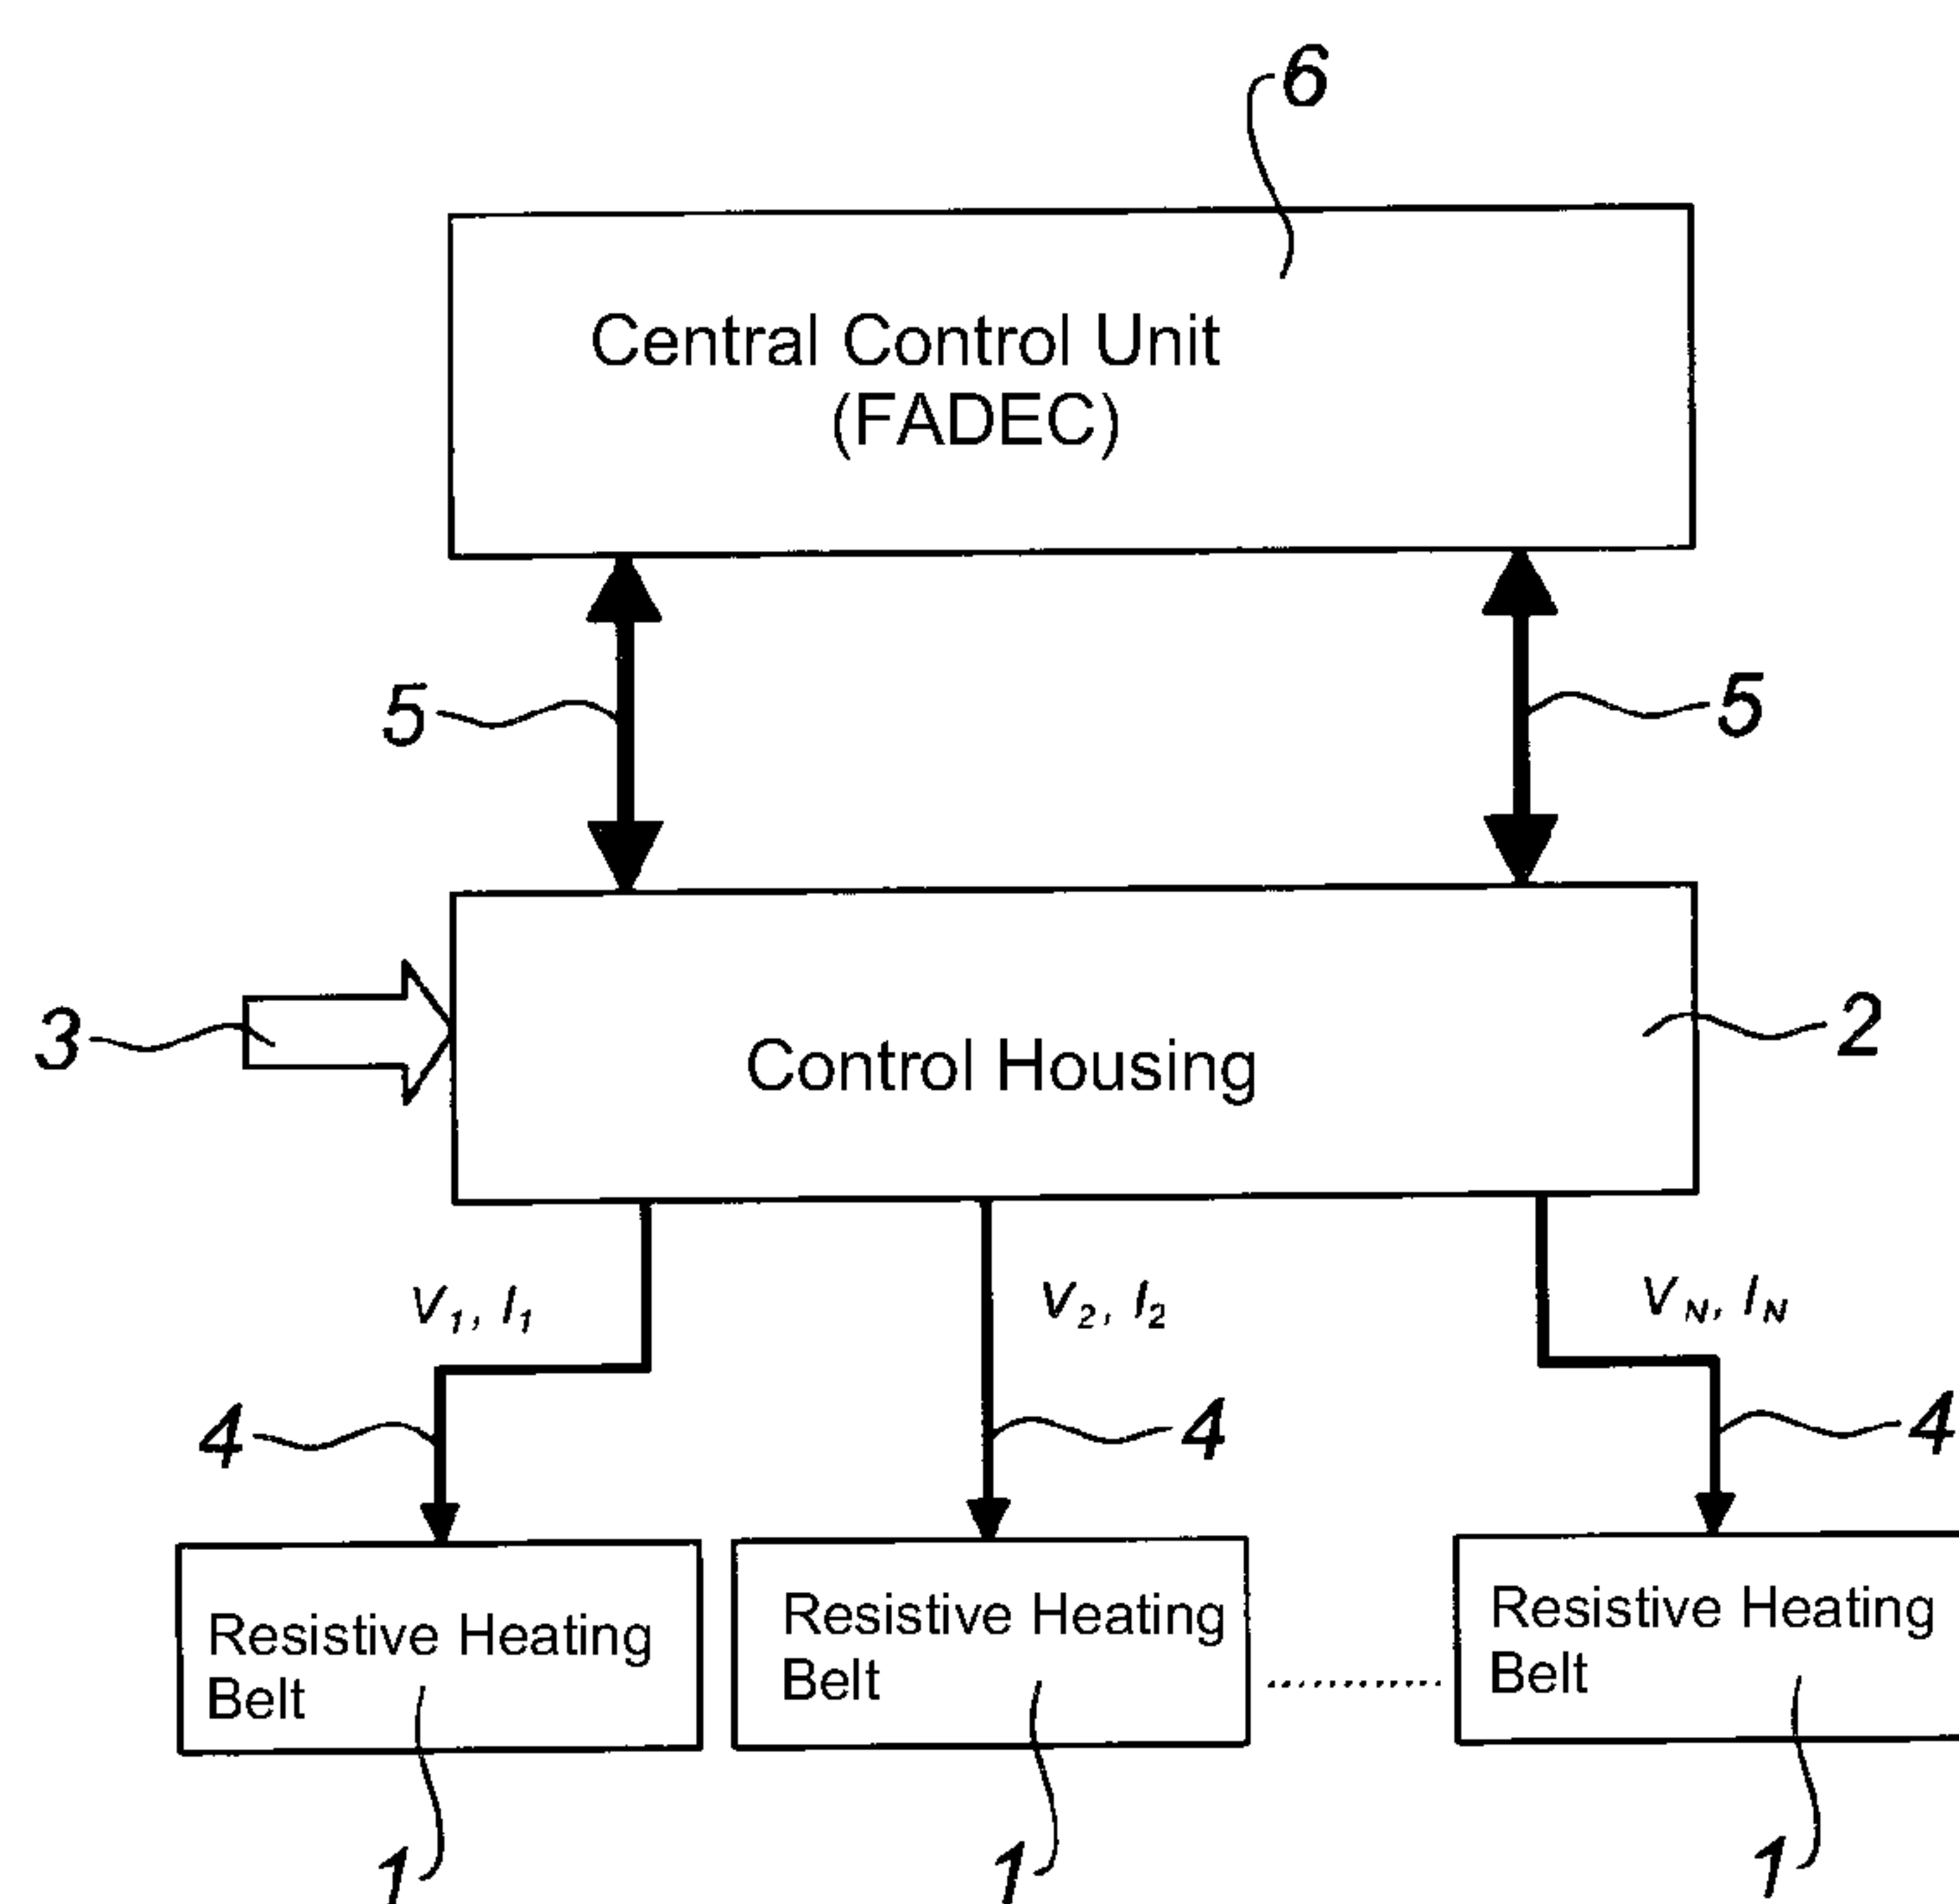 6
Central Control Unit
(FADEC)
5
5
3
Control Housing
2
V1, I1
V2, I2
VN, IN
4
4
4
Resistive Heating
Belt
Resistive Heating
Belt
..........
Resistive Heating
Belt
1
1
1